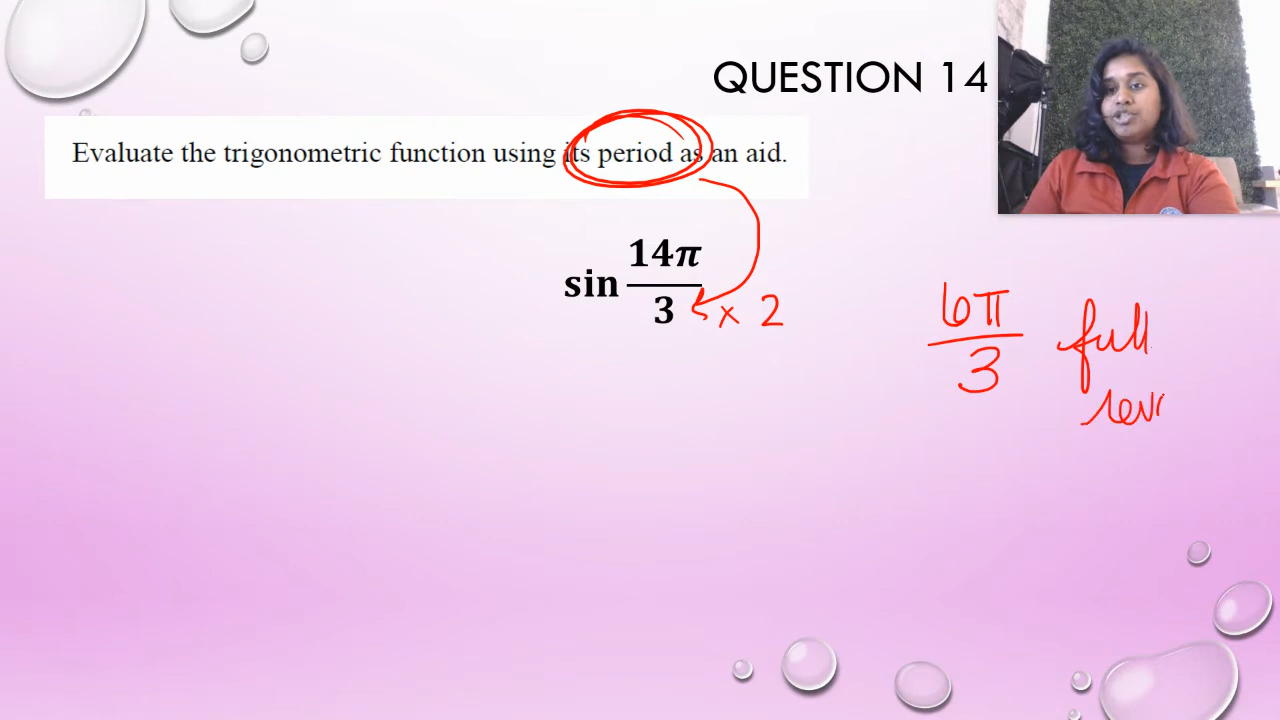 QUESTION 14
Evaluate the trigonometric function using its period as an aid.
sin 14π/3
× 2
6π/3 full
rev